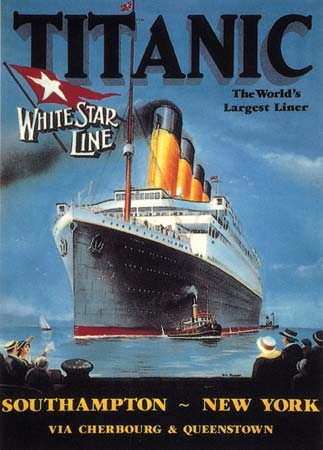 TITANIC
The World's
Largest Liner
WHITE STAR
LINE
SOUTHAMPTON ~ NEW YORK
VIA CHERBOURG & QUEENSTOWN